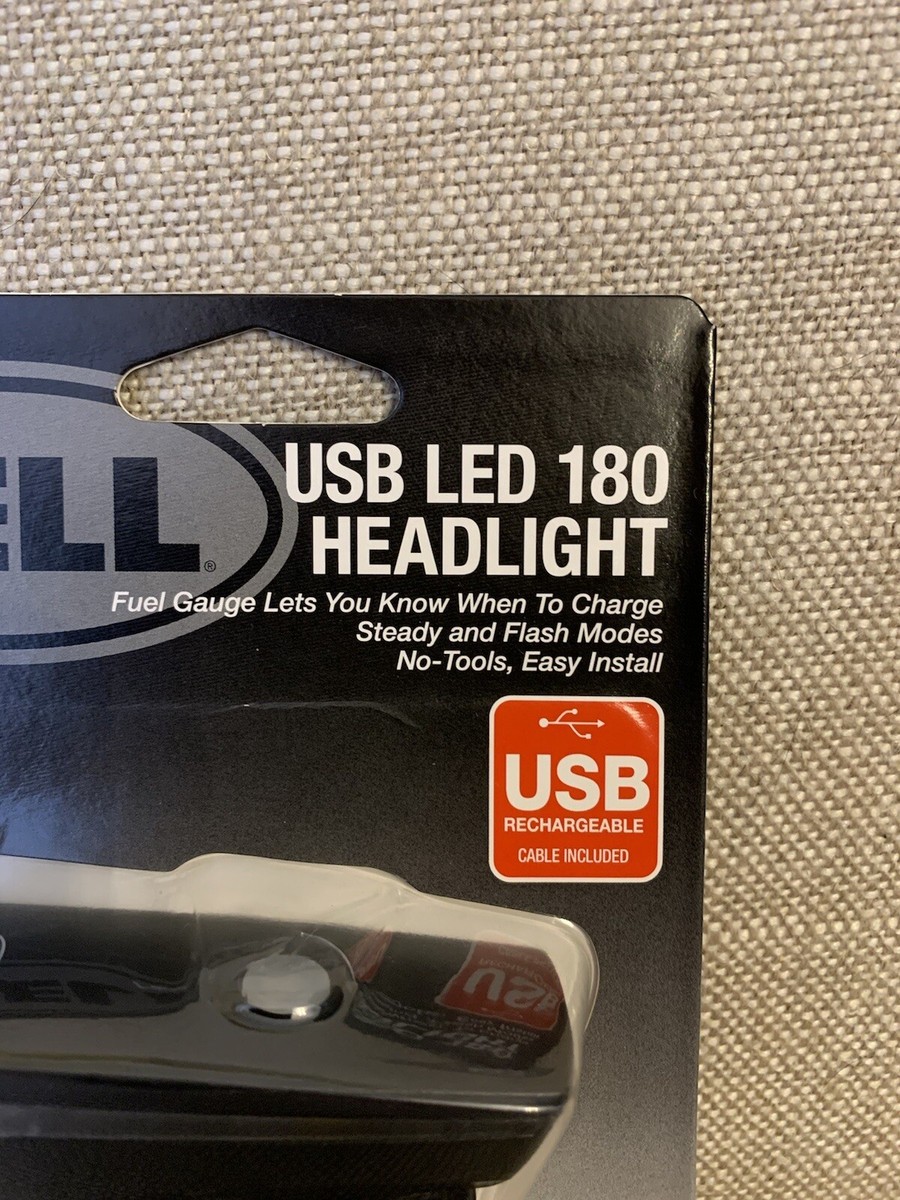 ELL®
USB LED 180
HEADLIGHT
Fuel Gauge Lets You Know When To Charge
Steady and Flash Modes
No-Tools, Easy Install
USB
RECHARGEABLE
CABLE INCLUDED